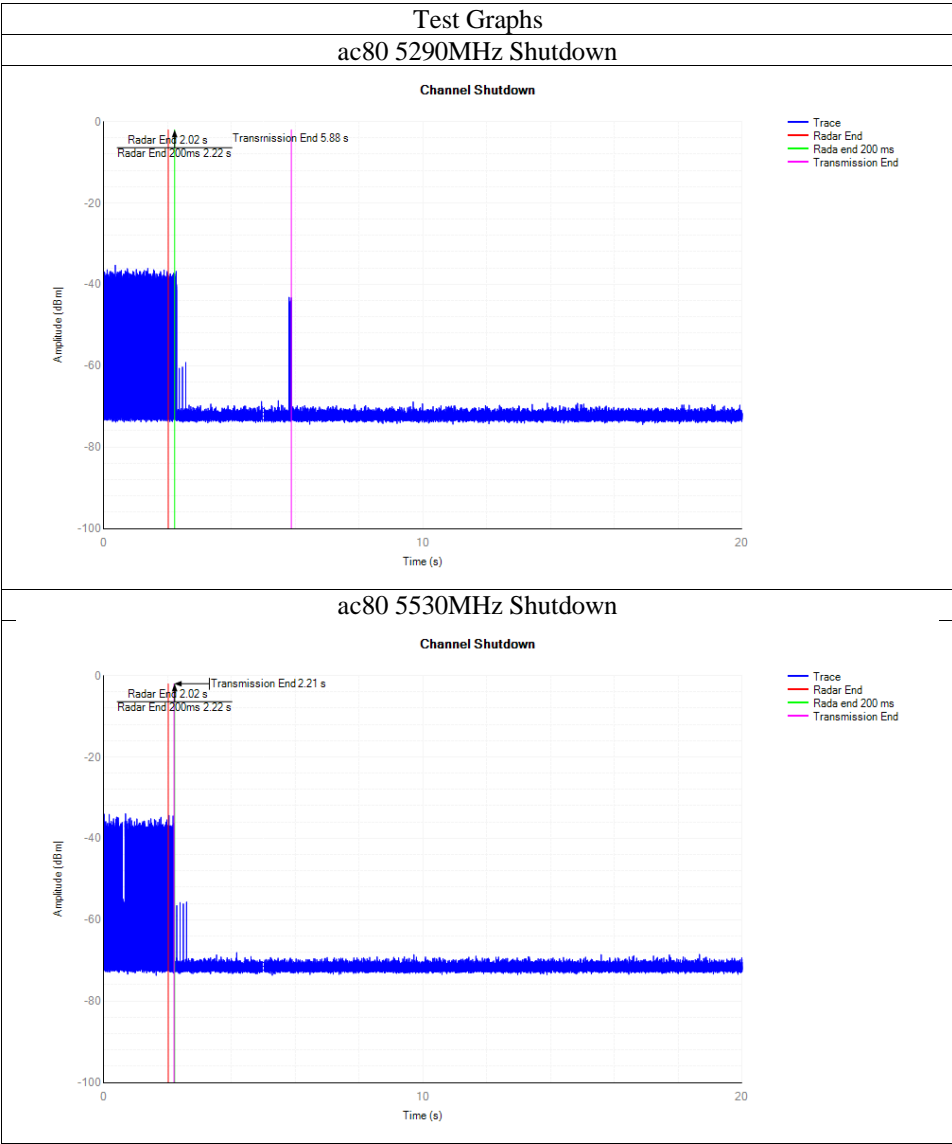 Test Graphs
ac80 5290MHz Shutdown
Channel Shutdown
Radar End 2.02 s
Radar End 200ms 2.22 s
Transmission End 5.88 s
Trace
Radar End
Rada end 200 ms
Transmission End
0
-20
-40
-60
-80
-100
Amplitude [dBm]
0
10
20
Time (s)
ac80 5530MHz Shutdown
Channel Shutdown
Transmission End 2.21 s
Radar End 2.02 s
Radar End 200ms 2.22 s
Trace
Radar End
Rada end 200 ms
Transmission End
0
-20
-40
-60
-80
-100
Amplitude [dBm]
0
10
20
Time (s)